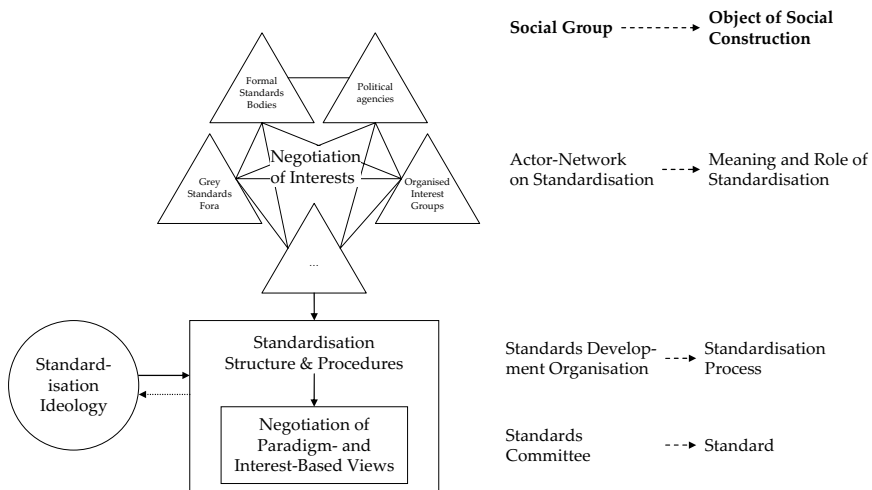 Social Group
Object of Social
Construction
Formal
Standards
Bodies
Political
agencies
Negotiation
of Interests
Grey
Standards
Fora
Organised
Interest
Groups
...
Actor-Network
on Standardisation
Meaning and Role of
Standardisation
Standard-
isation
Ideology
Standardisation
Structure & Procedures
Negotiation of
Paradigm- and
Interest-Based Views
Standards Develop-
ment Organisation
Standardisation
Process
Standards
Committee
Standard